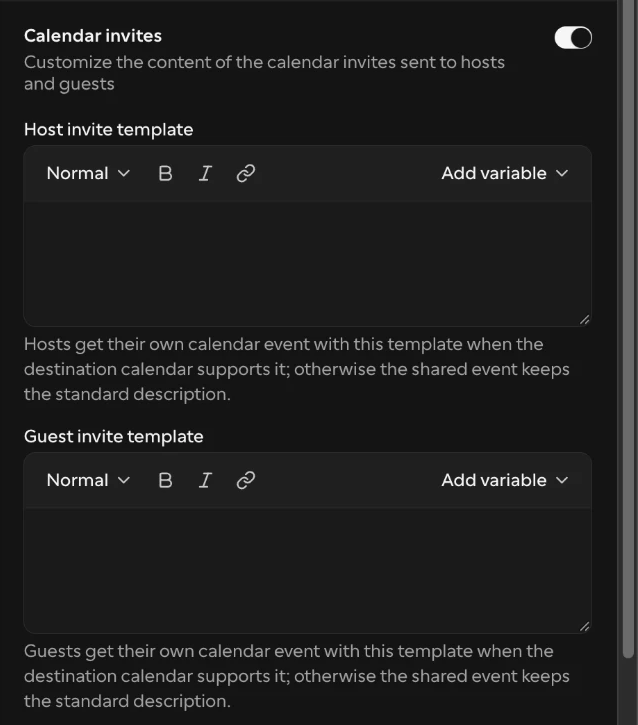 Calendar invites
Customize the content of the calendar invites sent to hosts
and guests
Host invite template
Normal B I Add variable
Hosts get their own calendar event with this template when the
destination calendar supports it; otherwise the shared event keeps
the standard description.
Guest invite template
Normal B I Add variable
Guests get their own calendar event with this template when the
destination calendar supports it; otherwise the shared event keeps
the standard description.